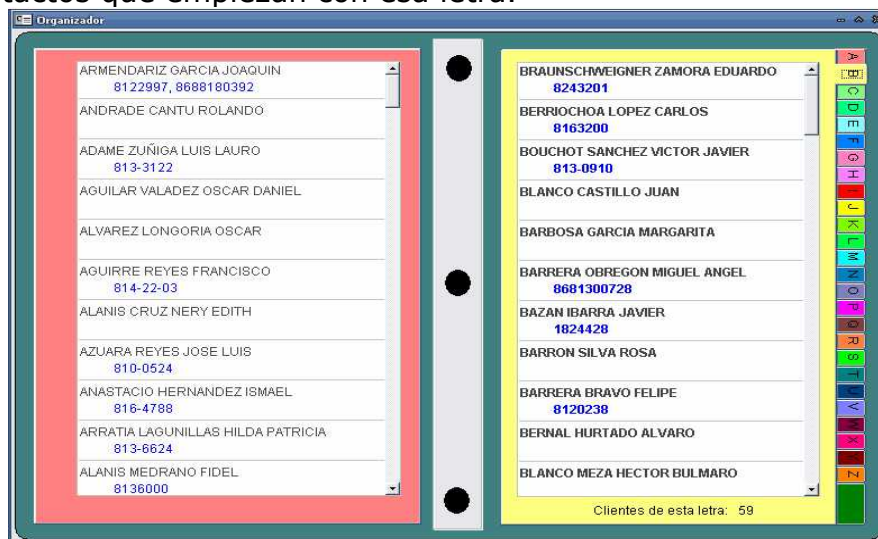 tactos que empiezan con esa letra.
Organizador
ARMENDARIZ GARCIA JOAQUIN
8122997, 8688180392
ANDRADE CANTU ROLANDO
ADAME ZUÑIGA LUIS LAURO
813-3122
AGUILAR VALADEZ OSCAR DANIEL
ALVAREZ LONGORIA OSCAR
AGUIRRE REYES FRANCISCO
814-22-03
ALANIS CRUZ NERY EDITH
AZUARA REYES JOSE LUIS
810-0524
ANASTACIO HERNANDEZ ISMAEL
816-4788
ARRATIA LAGUNILLAS HILDA PATRICIA
813-6624
ALANIS MEDRANO FIDEL
8136000
BRAUNSCHWEIGNER ZAMORA EDUARDO
8243201
BERRIOCHOA LOPEZ CARLOS
8163200
BOUCHOT SANCHEZ VICTOR JAVIER
813-0910
BLANCO CASTILLO JUAN
BARBOSA GARCIA MARGARITA
BARRERA OBREGON MIGUEL ANGEL
8681300728
BAZAN IBARRA JAVIER
1824428
BARRON SILVA ROSA
BARRERA BRAVO FELIPE
8120238
BERNAL HURTADO ALVARO
BLANCO MEZA HECTOR BULMARO
Clientes de esta letra: 59
A
B
C
D
E
F
G
H
I
J
K
L
M
N
O
P
Q
R
S
T
U
V
W
X
Z